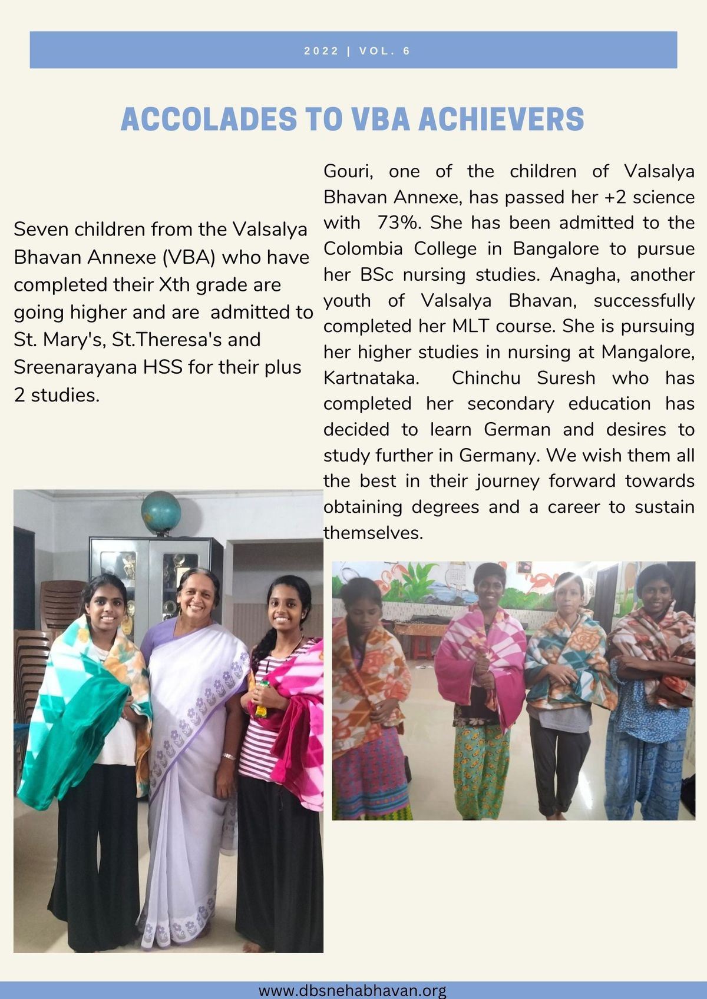 2022 | VOL. 6
ACCOLADES TO VBA ACHIEVERS
Seven children from the Valsalya
Bhavan Annexe (VBA) who have
completed their Xth grade are
going higher and are  admitted to
St. Mary's, St.Theresa's and
Sreenarayana HSS for their plus
2 studies.
Gouri, one of the children of Valsalya
Bhavan Annexe, has passed her +2 science
with  73%. She has been admitted to the
Colombia College in Bangalore to pursue
her BSc nursing studies. Anagha, another
youth of Valsalya Bhavan, successfully
completed her MLT course. She is pursuing
her higher studies in nursing at Mangalore,
Kartnataka.  Chinchu Suresh who has
completed her secondary education has
decided to learn German and desires to
study further in Germany. We wish them all
the best in their journey forward towards
obtaining degrees and a career to sustain
themselves.
www.dbsnehabhavan.org